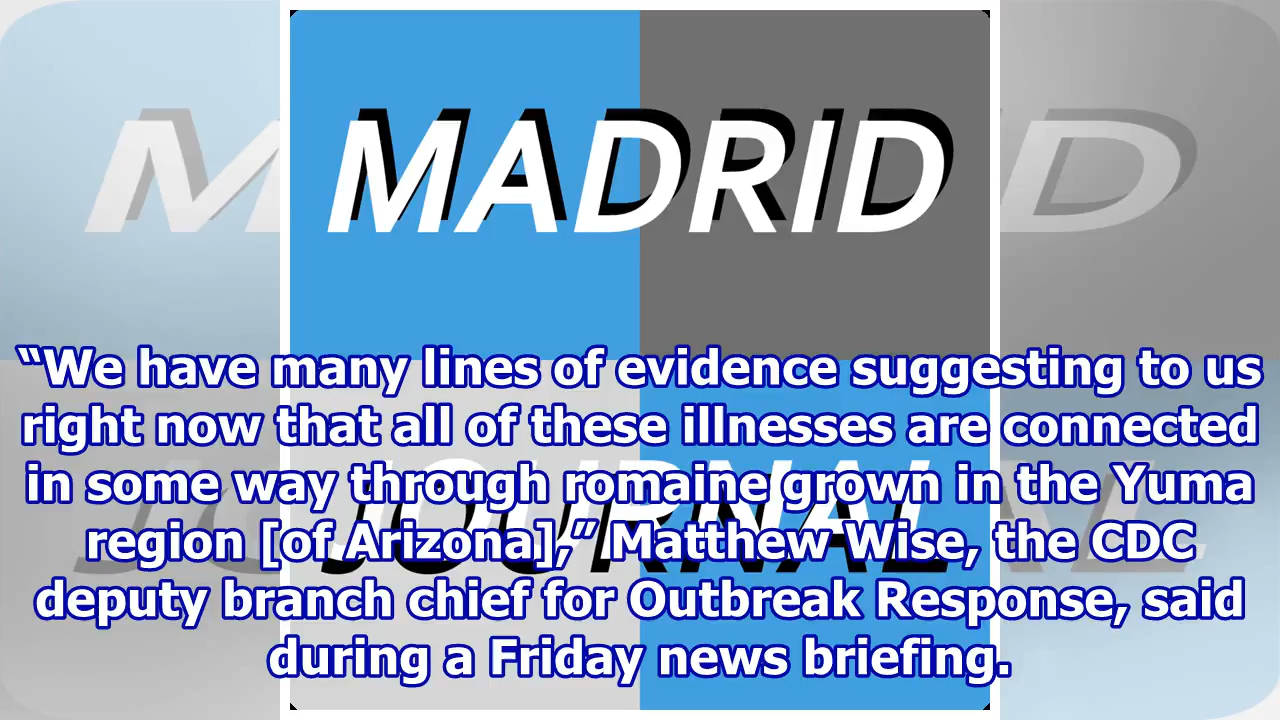 MADRID
“We have many lines of evidence suggesting to us
right now that all of these illnesses are connected
in some way through romaine grown in the Yuma
region [of Arizona],” Matthew Wise, the CDC
deputy branch chief for Outbreak Response, said
during a Friday news briefing.
JOURNAL